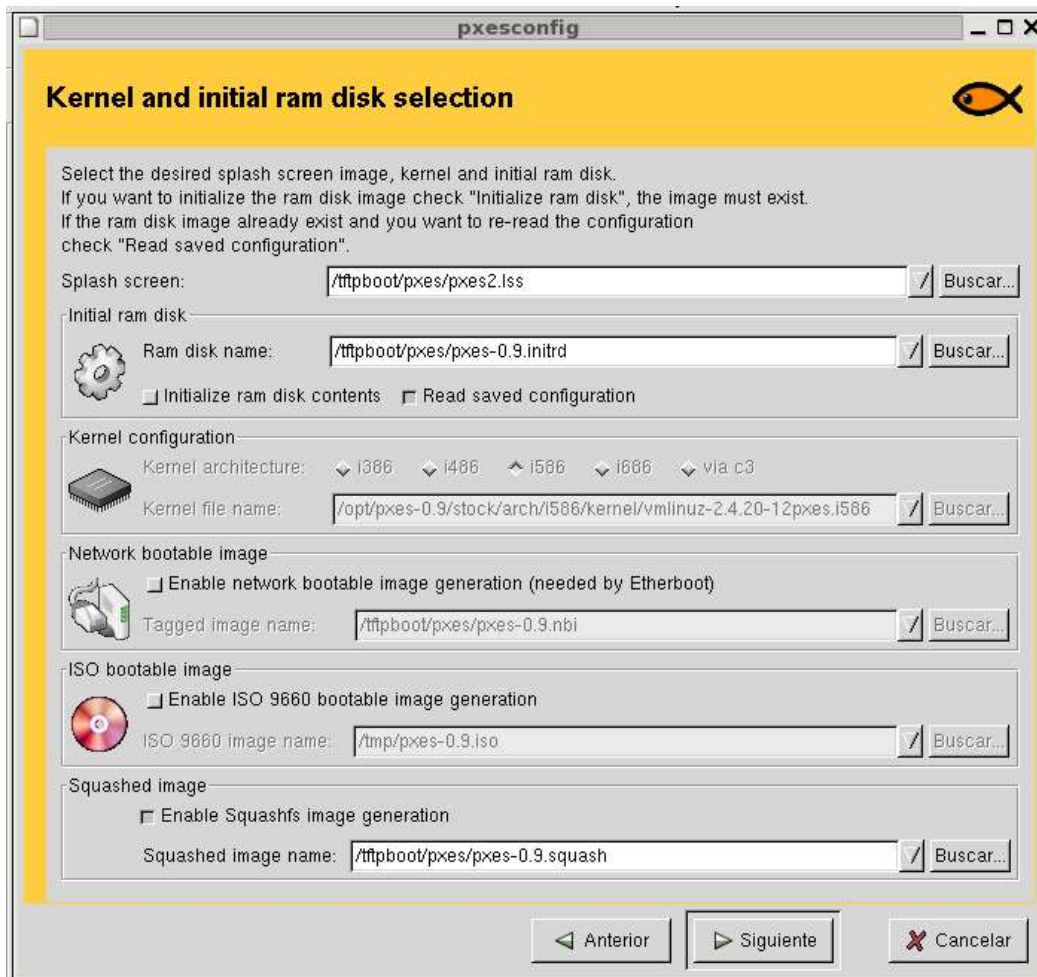 pxesconfig
Kernel and initial ram disk selection
Select the desired splash screen image, kernel and initial ram disk.
If you want to initialize the ram disk image check "Initialize ram disk", the image must exist.
If the ram disk image already exist and you want to re-read the configuration
check "Read saved configuration".
Splash screen: /tftpboot/pxes/pxes2.lss Buscar...
Initial ram disk
Ram disk name: /tftpboot/pxes/pxes-0.9.initrd Buscar...
Initialize ram disk contents Read saved configuration
Kernel configuration
Kernel architecture: i386 i486 i586 i686 via c3
Kernel file name: /opt/pxes-0.9/stock/arch/i586/kernel/vmlinuz-2.4.20-12pxes.i586 Buscar...
Network bootable image
Enable network bootable image generation (needed by Etherboot)
Tagged image name: /tftpboot/pxes/pxes-0.9.nbi Buscar...
ISO bootable image
Enable ISO 9660 bootable image generation
ISO 9660 image name: /tmp/pxes-0.9.iso Buscar...
Squashed image
Enable Squashfs image generation
Squashed image name: /tftpboot/pxes/pxes-0.9.squash Buscar...
Anterior Siguiente Cancelar